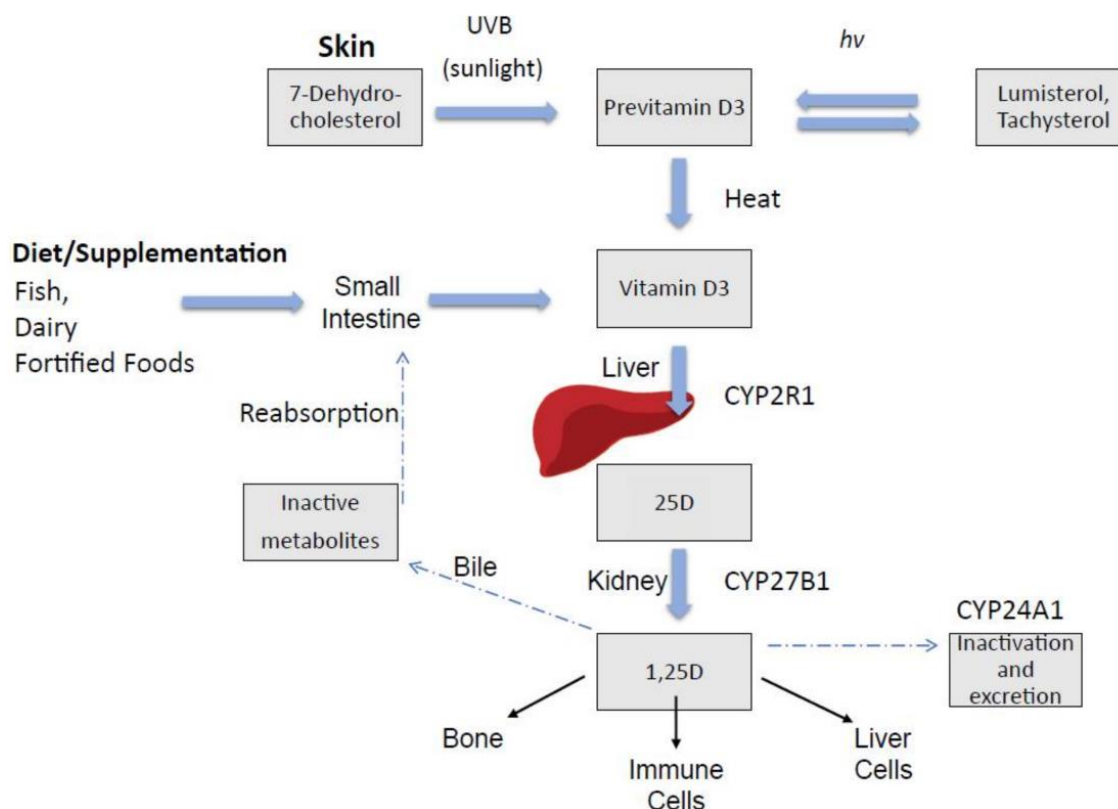 Skin
UVB
(sunlight)
hv
7-Dehydro-
cholesterol
Previtamin D3
Lumisterol,
Tachysterol
Heat
Diet/Supplementation
Fish,
Dairy
Fortified Foods
Small
Intestine
Vitamin D3
Liver
CYP2R1
Reabsorption
25D
Inactive
metabolites
Bile
Kidney
CYP27B1
CYP24A1
Inactivation
and
excretion
1,25D
Bone
Immune
Cells
Liver
Cells